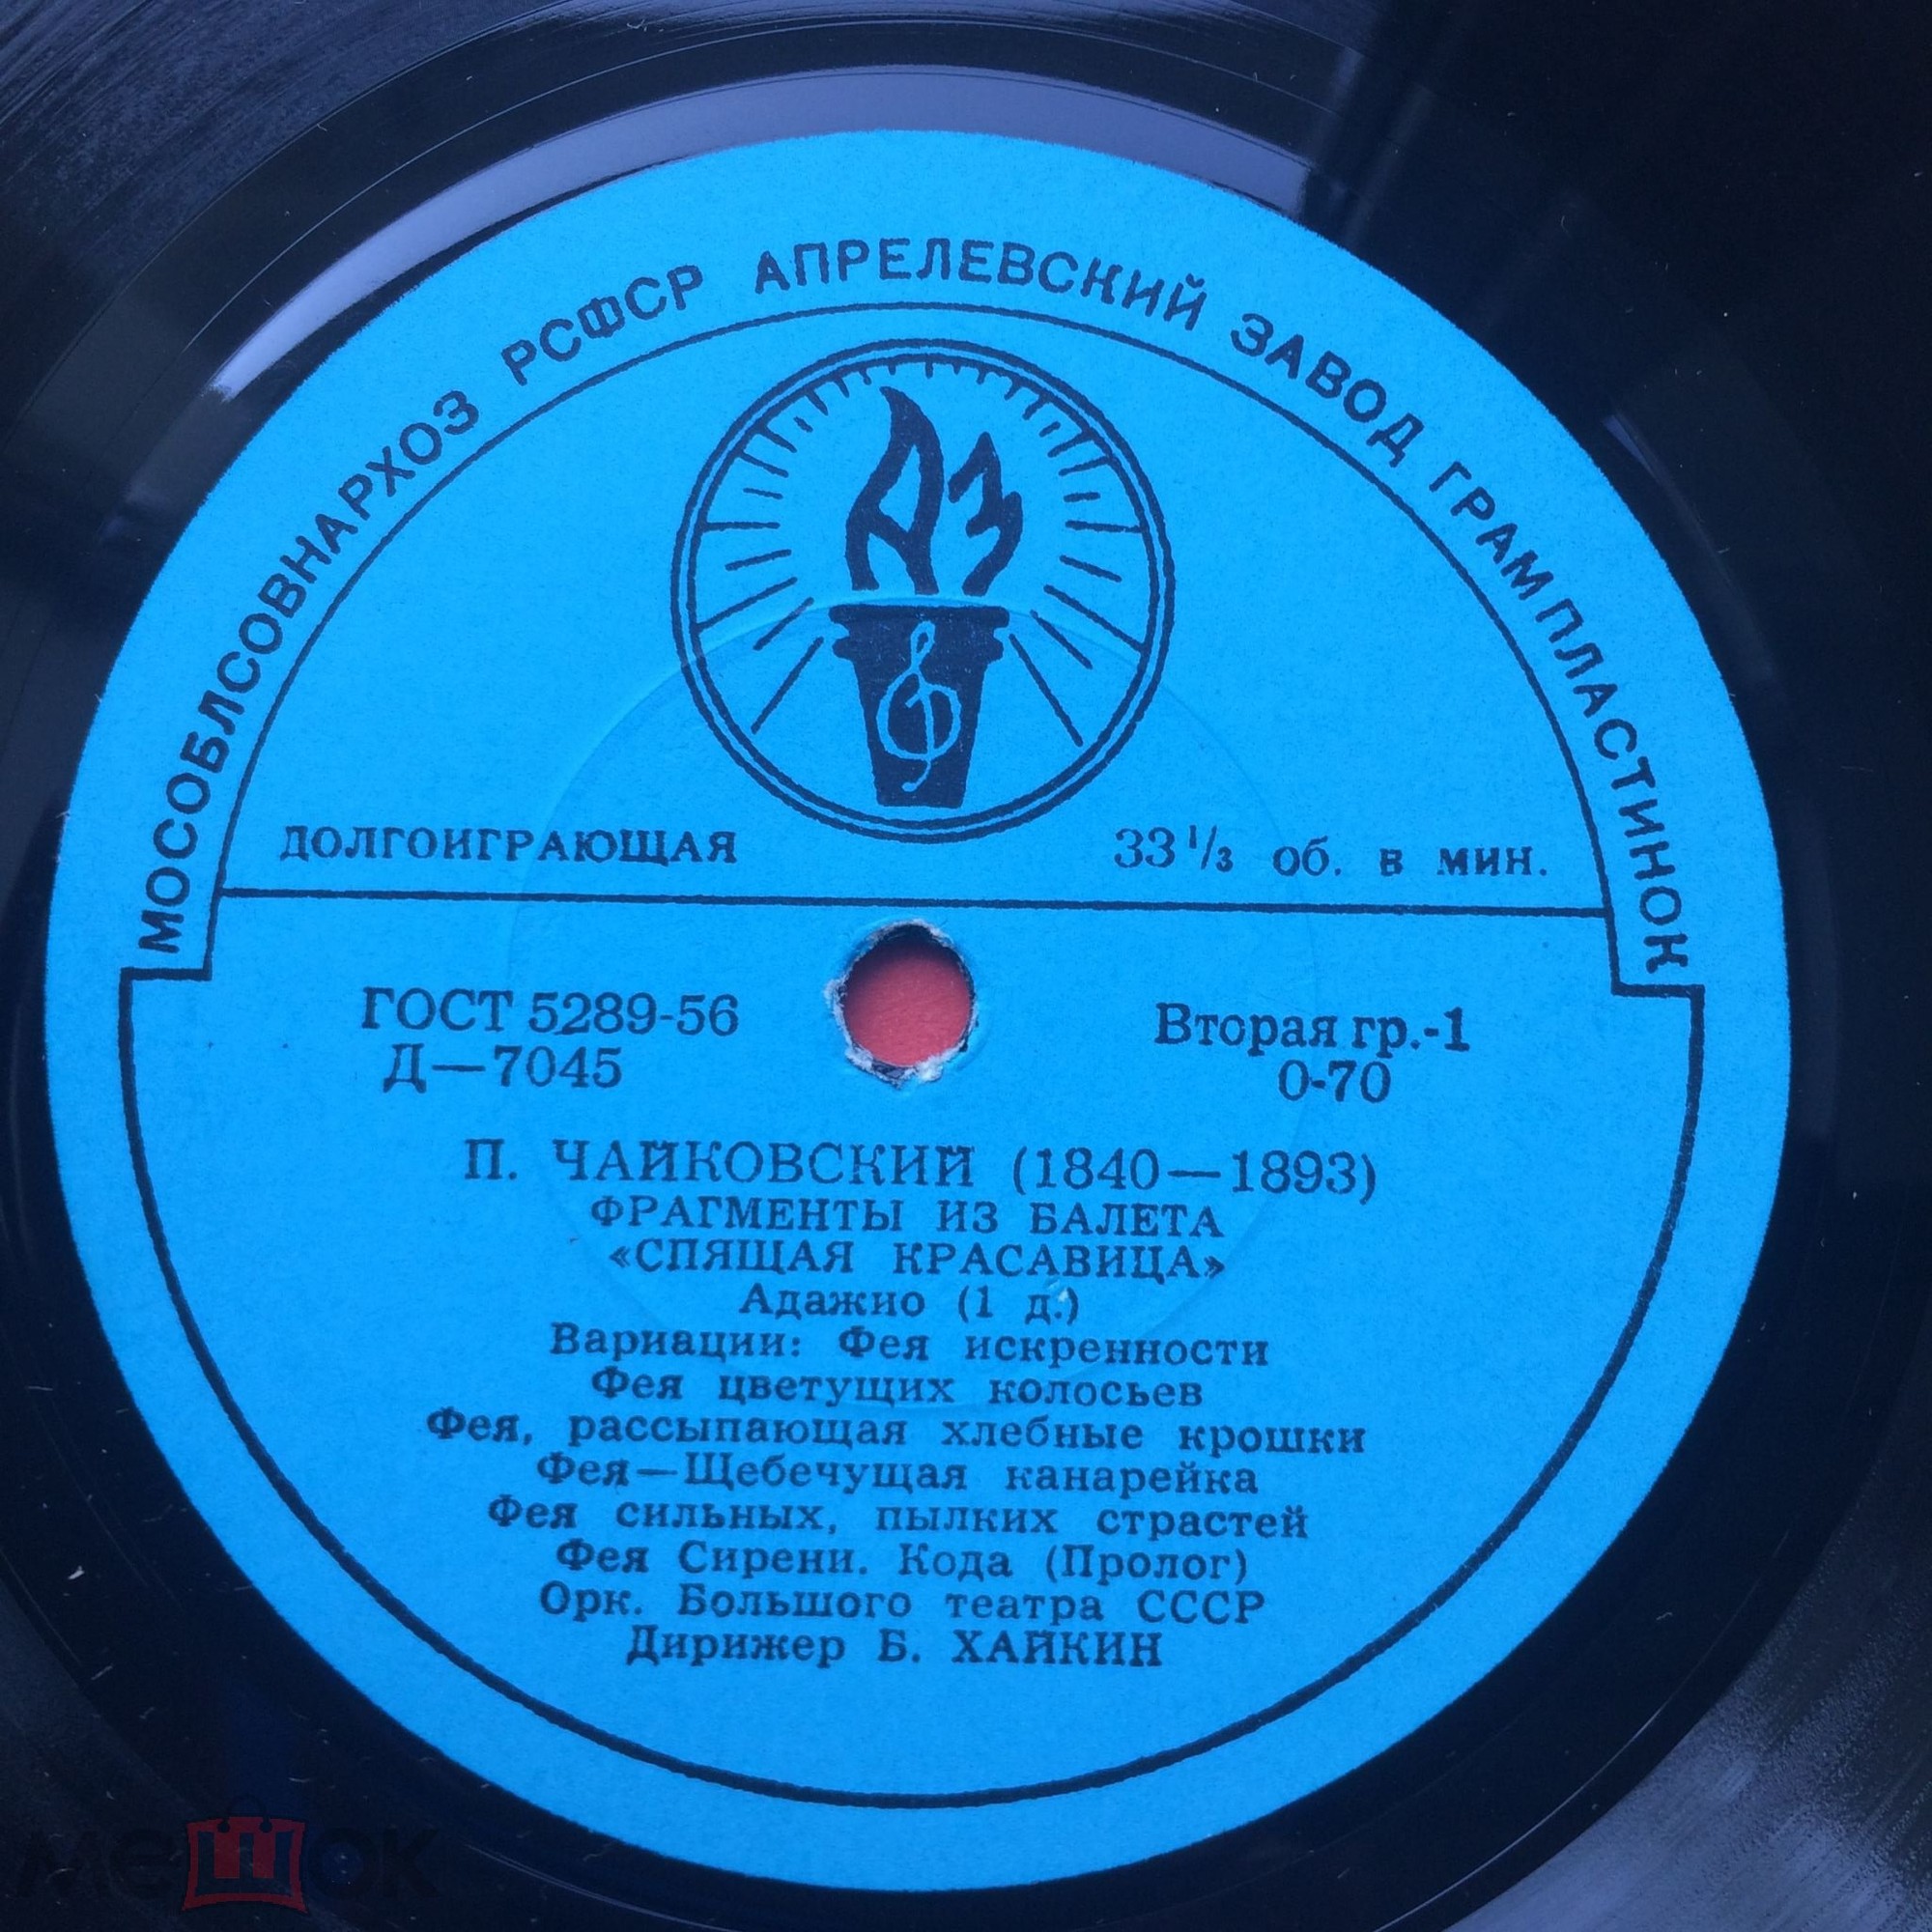 МОСОБЛСОВНАРХОЗ РСФСР АПРЕЛЕВСКИЙ ЗАВОД ГРАМПЛАСТИНОК
АЗ
ДОЛГОИГРАЮЩАЯ 33 1/3 об. в мин.
ГОСТ 5289-56 Вторая гр.-1
Д—7045 0-70
П. ЧАЙКОВСКИЙ (1840—1893)
ФРАГМЕНТЫ ИЗ БАЛЕТА
«СПЯЩАЯ КРАСАВИЦА»
Адажио (1 д.)
Вариации: Фея искренности
Фея цветущих колосьев
Фея, рассыпающая хлебные крошки
Фея—Щебечущая канарейка
Фея сильных, пылких страстей
Фея Сирени. Кода (Пролог)
Орк. Большого театра СССР
Дирижер Б. ХАЙКИН
мешок